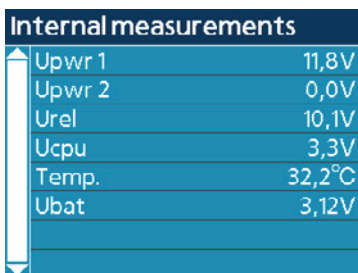 Internal measurements
Upwr 1 11,8V
Upwr 2 0,0V
Urel 10,1V
Ucpu 3,3V
Temp. 32,2°C
Ubat 3,12V